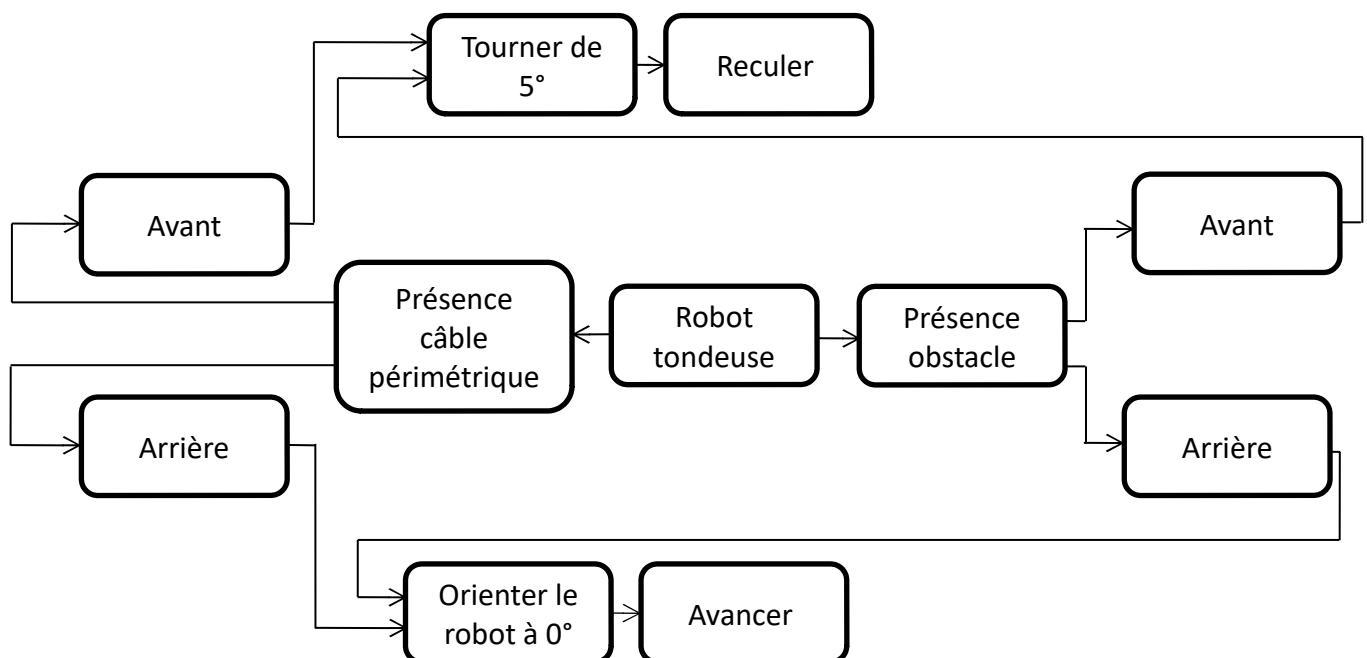 Tourner de
5°
Reculer
Avant
Avant
Présence
câble
périmétrique
Robot
tondeuse
Présence
obstacle
Arrière
Arrière
Orienter le
robot à 0°
Avancer